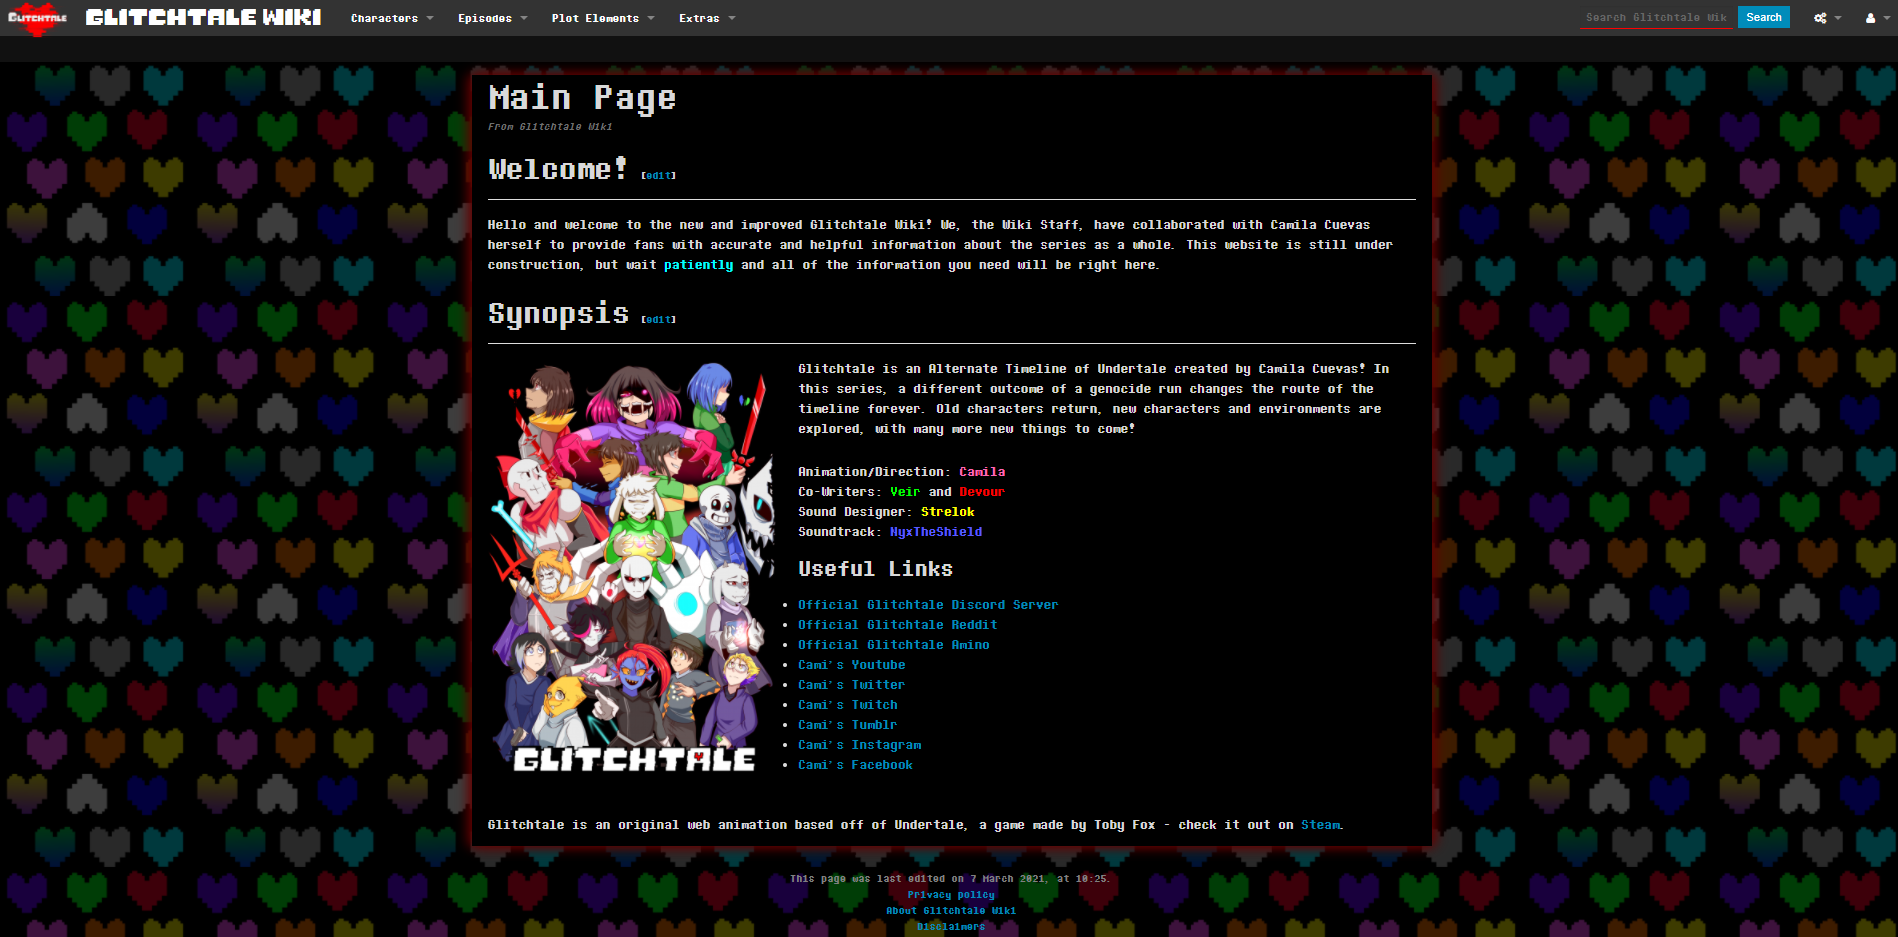 GLITCHTALE
GLITCHTALE WIKI
Characters
Episodes
Plot Elements
Extras
Search Glitchtale Wik
Search
Main Page
From Glitchtale Wiki
Welcome! [edit]
Hello and welcome to the new and improved Glitchtale Wiki! We, the Wiki Staff, have collaborated with Camila Cuevas
herself to provide fans with accurate and helpful information about the series as a whole. This website is still under
construction, but wait patiently and all of the information you need will be right here.
Synopsis [edit]
Glitchtale is an Alternate Timeline of Undertale created by Camila Cuevas! In
this series, a different outcome of a genocide run changes the route of the
timeline forever. Old characters return, new characters and environments are
explored, with many more new things to come!
Animation/Direction: Camila
Co-Writers: Veir and Devour
Sound Designer: Strelok
Soundtrack: NyxTheShield
Useful Links
• Official Glitchtale Discord Server
• Official Glitchtale Reddit
• Official Glitchtale Amino
• Cami's Youtube
• Cami's Twitter
• Cami's Twitch
• Cami's Tumblr
• Cami's Instagram
• Cami's Facebook
GLITCHTALE
Glitchtale is an original web animation based off of Undertale, a game made by Toby Fox - check it out on Steam.
This page was last edited on 7 March 2021, at 10:25.
Privacy policy
About Glitchtale Wiki
Disclaimers